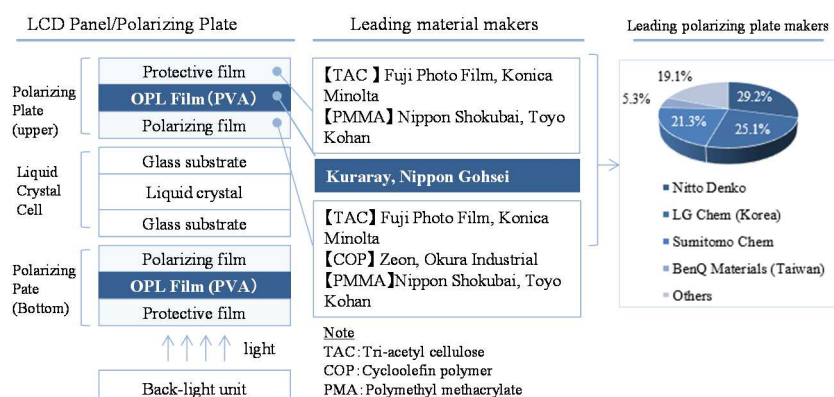 LCD Panel/Polarizing Plate
Polarizing
Plate
(upper)
Protective film
OPL Film (PVA)
Polarizing film
Liquid
Crystal
Cell
Glass substrate
Liquid crystal
Glass substrate
Polarizing
Pate
(Bottom)
Polarizing film
OPL Film (PVA)
Protective film
light
Back-light unit
Leading material makers
【TAC】Fuji Photo Film, Konica
Minolta
【PMMA】Nippon Shokubai, Toyo
Kohan
Kuraray, Nippon Gohsei
【TAC】Fuji Photo Film, Konica
Minolta
【COP】Zeon, Okura Industrial
【PMMA】Nippon Shokubai, Toyo
Kohan
Note
TAC：Tri-acetyl cellulose
COP：Cycloolefin polymer
PMA：Polymethyl methacrylate
Leading polarizing plate makers
19.1%
29.2%
5.3%
21.3%
25.1%
Nitto Denko
LG Chem (Korea)
Sumitomo Chem
BenQ Materials (Taiwan)
Others